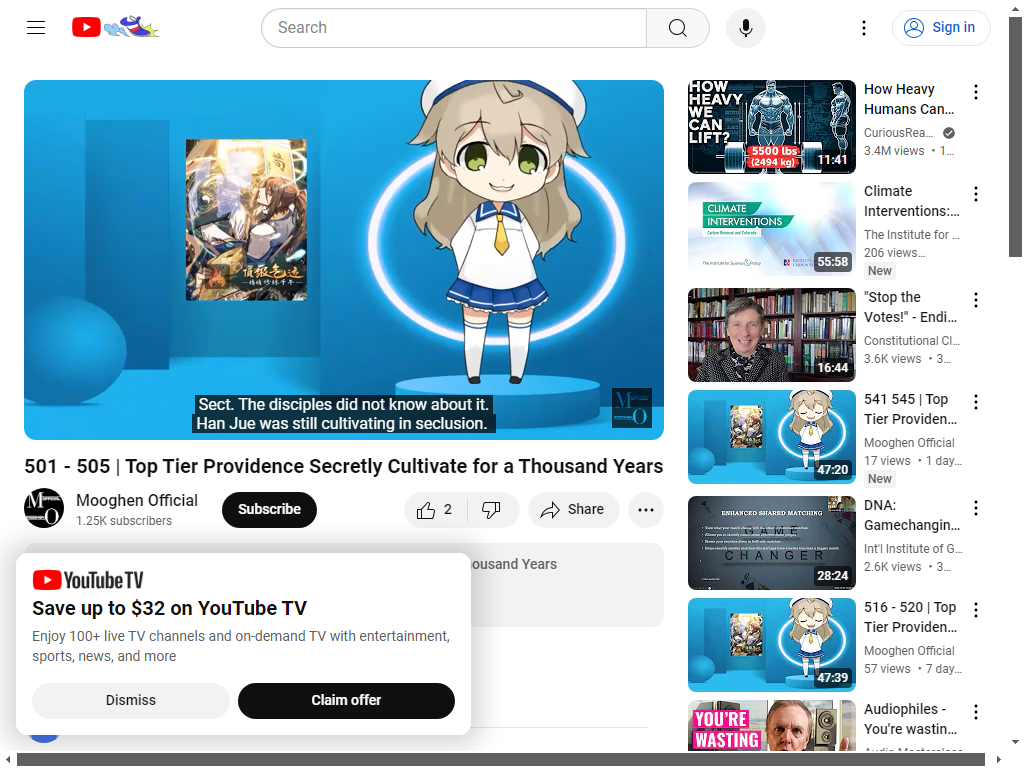 Search
Sign in
頂級气运
悄悄修练千年
Sect. The disciples did not know about it.
Han Jue was still cultivating in seclusion.
501 - 505 | Top Tier Providence Secretly Cultivate for a Thousand Years
Mooghen Official
1.25K subscribers
Subscribe
2
Share
ousand Years
YouTube TV
Save up to $32 on YouTube TV
Enjoy 100+ live TV channels and on-demand TV with entertainment,
sports, news, and more
Dismiss
Claim offer
HOW
HEAVY
WE
CAN
LIFT?
5500 lbs
(2494 kg)
11:41
How Heavy
Humans Can...
CuriousRea...
3.4M views • 1...
CLIMATE
INTERVENTIONS:
Carbon Removal and Colorado
55:58
Climate
Interventions:...
The Institute for ...
206 views...
New
16:44
"Stop the
Votes!" - Endi...
Constitutional Cl...
3.6K views • 3...
47:20
541 545 | Top
Tier Providen...
Mooghen Official
17 views • 1 day...
New
ENHANCED SHARED MATCHING
GAME
CHANGER
28:24
DNA:
Gamechangin...
Int'l Institute of G...
2.6K views • 3...
47:39
516 - 520 | Top
Tier Providen...
Mooghen Official
57 views • 7 day...
YOU'RE
WASTING
Audiophiles -
You're wastin...